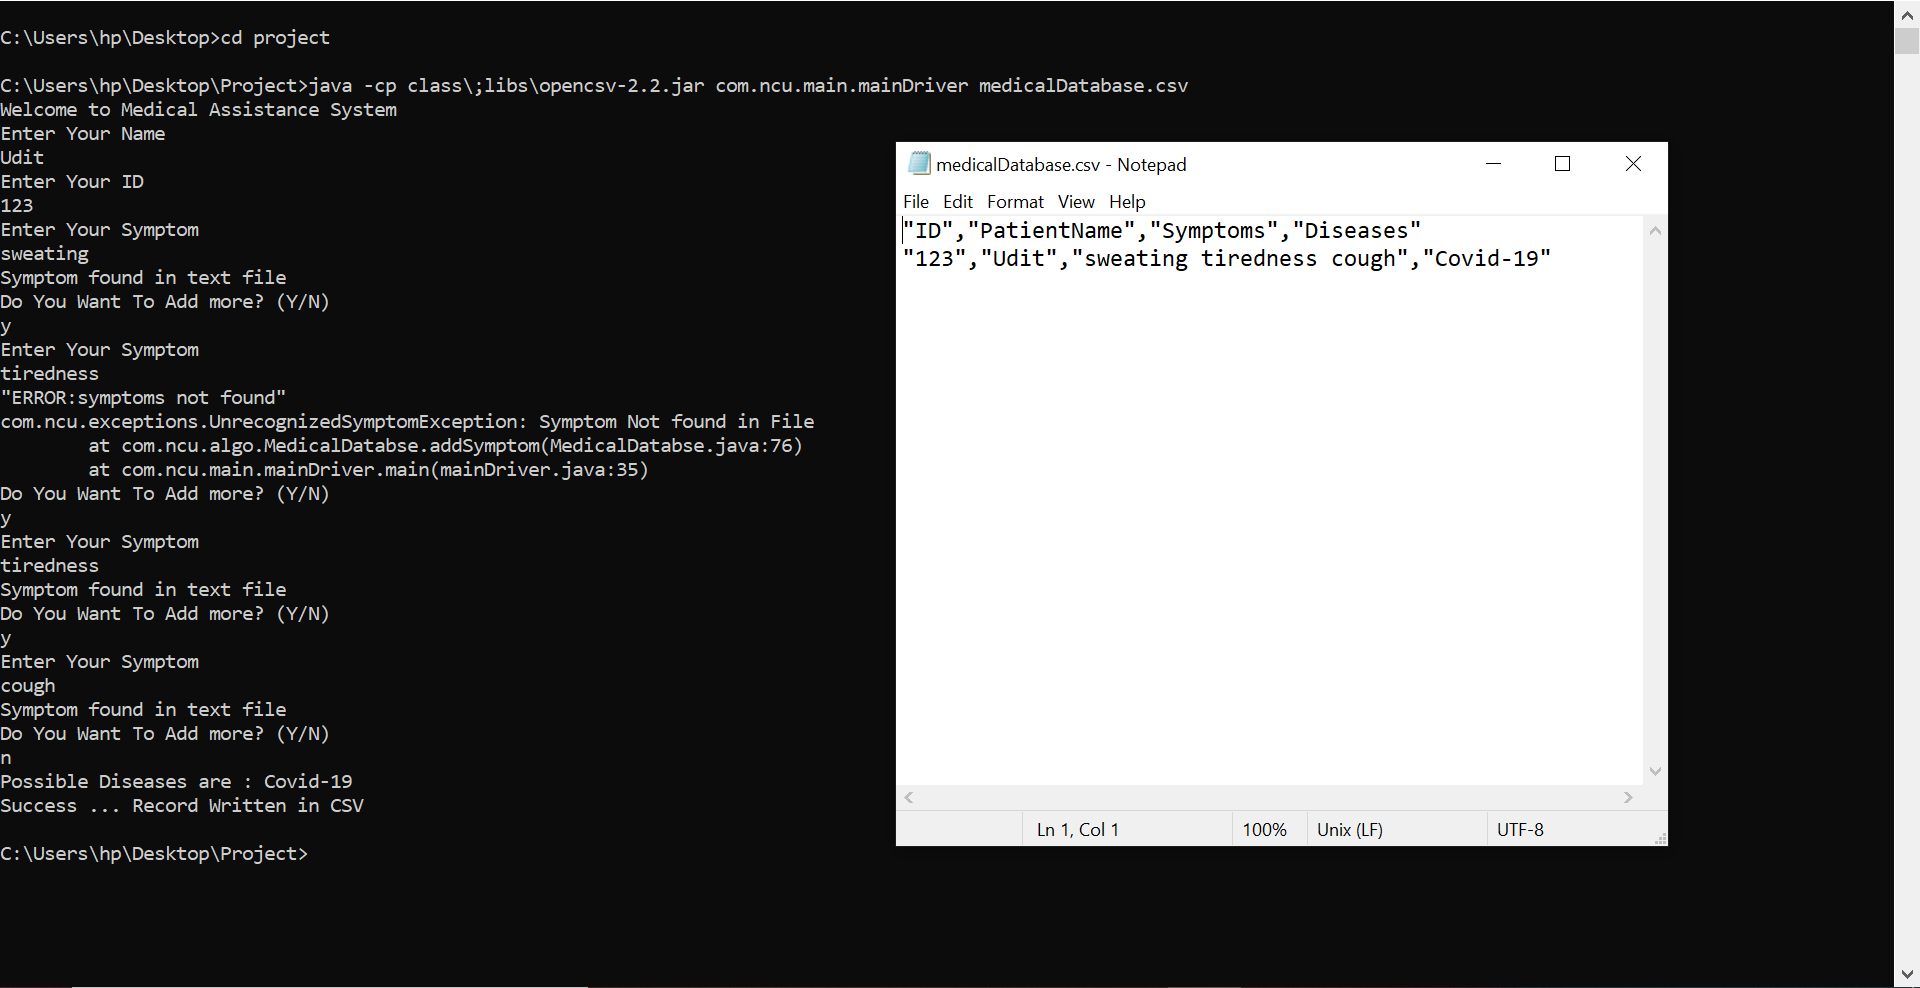 C:\Users\hp\Desktop>cd project
C:\Users\hp\Desktop\Project>java -cp class\;libs\opencsv-2.2.jar com.ncu.main.mainDriver medicalDatabase.csv
Welcome to Medical Assistance System
Enter Your Name
Udit
Enter Your ID
123
Enter Your Symptom
sweating
Symptom found in text file
Do You Want To Add more? (Y/N)
y
Enter Your Symptom
tiredness
"ERROR:symptoms not found"
com.ncu.exceptions.UnrecognizedSymptomException: Symptom Not found in File
        at com.ncu.algo.MedicalDatabse.addSymptom(MedicalDatabse.java:76)
        at com.ncu.main.mainDriver.main(mainDriver.java:35)
Do You Want To Add more? (Y/N)
y
Enter Your Symptom
tiredness
Symptom found in text file
Do You Want To Add more? (Y/N)
y
Enter Your Symptom
cough
Symptom found in text file
Do You Want To Add more? (Y/N)
n
Possible Diseases are : Covid-19
Success ... Record Written in CSV
C:\Users\hp\Desktop\Project>
medicalDatabase.csv - Notepad
File Edit Format View Help
"ID","PatientName","Symptoms","Diseases"
"123","Udit","sweating tiredness cough","Covid-19"
Ln 1, Col 1 100% Unix (LF) UTF-8